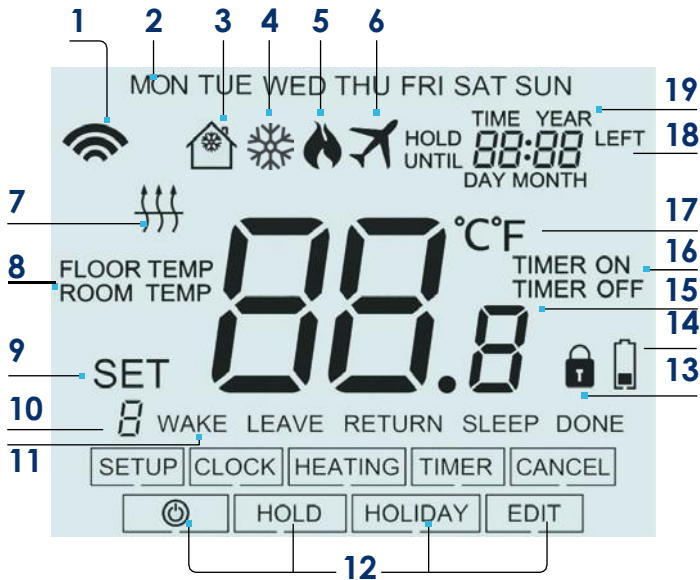 1 2 3 4 5 6
MON TUE WED THU FRI SAT SUN
19
TIME YEAR
HOLD UNTIL 88:88 LEFT
18
DAY MONTH
7
°C°F
17
8
FLOOR TEMP
ROOM TEMP
88.8
16
TIMER ON
TIMER OFF
15
14
9
SET
13
10
8 WAKE LEAVE RETURN SLEEP DONE
11
SETUP CLOCK HEATING TIMER CANCEL
HOLD HOLIDAY EDIT
12